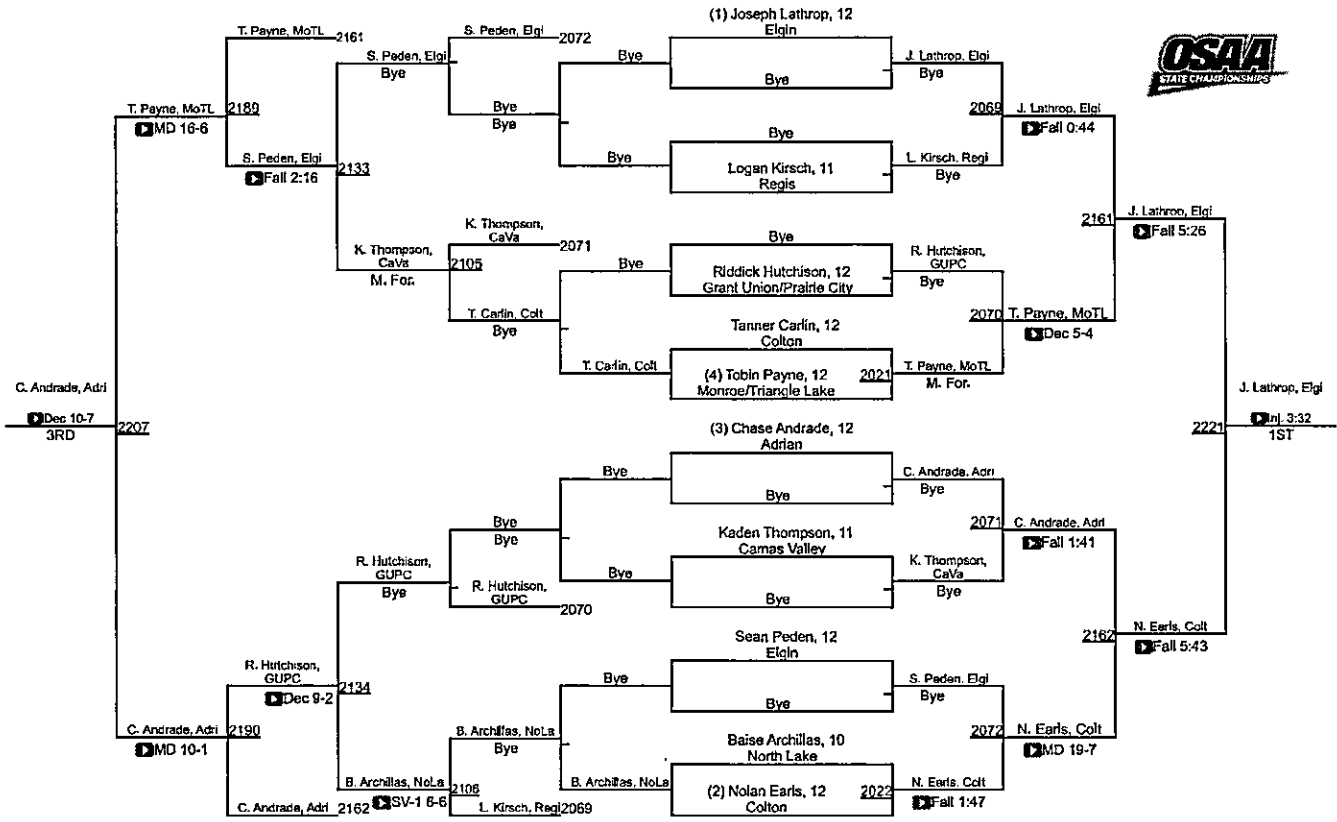 OSAA
STATE CHAMPIONSHIPS
T. Payne, MoTL
2161
T. Payne, MoTL
MD 16-6
2189
S. Peden, Elgi
Fall 2:16
S. Peden, Elgi
Bye
2133
K. Thompson,
CaVa
M. For.
S. Peden, Elgi
2072
Bye
Bye
K. Thompson,
CaVa
2071
2105
T. Carlin, Colt
Bye
Bye
Bye
Bye
T. Carlin, Colt
(1) Joseph Lathrop, 12
Elgin
Bye
Bye
Logan Kirsch, 11
Regis
Bye
Riddick Hutchison, 12
Grant Union/Prairie City
Tanner Carlin, 12
Colton
(4) Tobin Payne, 12
Monroe/Triangle Lake
2021
J. Lathrop, Elgi
Bye
2069
L. Kirsch, Regi
Bye
R. Hutchison,
GUPC
Bye
2070
T. Payne, MoTL
M. For.
J. Lathrop, Elgi
Fall 0:44
2161
T. Payne, MoTL
Dec 5-4
J. Lathrop, Elgi
Fall 5:26
C. Andrade, Adri
Dec 10-7
3RD
2207
J. Lathrop, Elgi
Inj. 3:32
1ST
2221
(3) Chase Andrade, 12
Adrian
Bye
Kaden Thompson, 11
Camas Valley
Bye
Sean Peden, 12
Elgin
Bye
Baise Archillas, 10
North Lake
(2) Nolan Earls, 12
Colton
2022
C. Andrade, Adri
Bye
2071
K. Thompson,
CaVa
Bye
S. Peden, Elgi
Bye
2072
N. Earls, Colt
Fall 1:47
C. Andrade, Adri
Fall 1:41
2162
N. Earls, Colt
MD 19-7
N. Earls, Colt
Fall 5:43
Bye
Bye
Bye
B. Archillas, NoLa
Bye
Bye
R. Hutchison,
GUPC
2070
B. Archillas, NoLa
Bye
2106
L. Kirsch, Regi
2069
R. Hutchison,
GUPC
Bye
2134
B. Archillas, NoLa
SV-1 6-6
R. Hutchison,
GUPC
Dec 9-2
2190
C. Andrade, Adri
2162
C. Andrade, Adri
MD 10-1